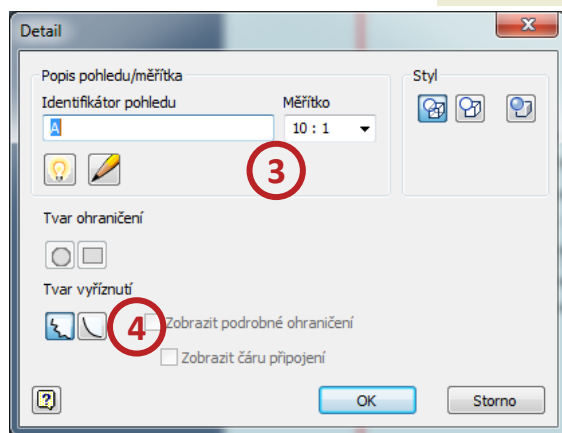 Detail
Popis pohledu/měřítka
Styl
Identifikátor pohledu
Měřítko
A
10 : 1
3
Tvar ohraničení
Tvar vyříznutí
4
Zobrazit podrobné ohraničení
Zobrazit čáru připojení
?
OK
Storno